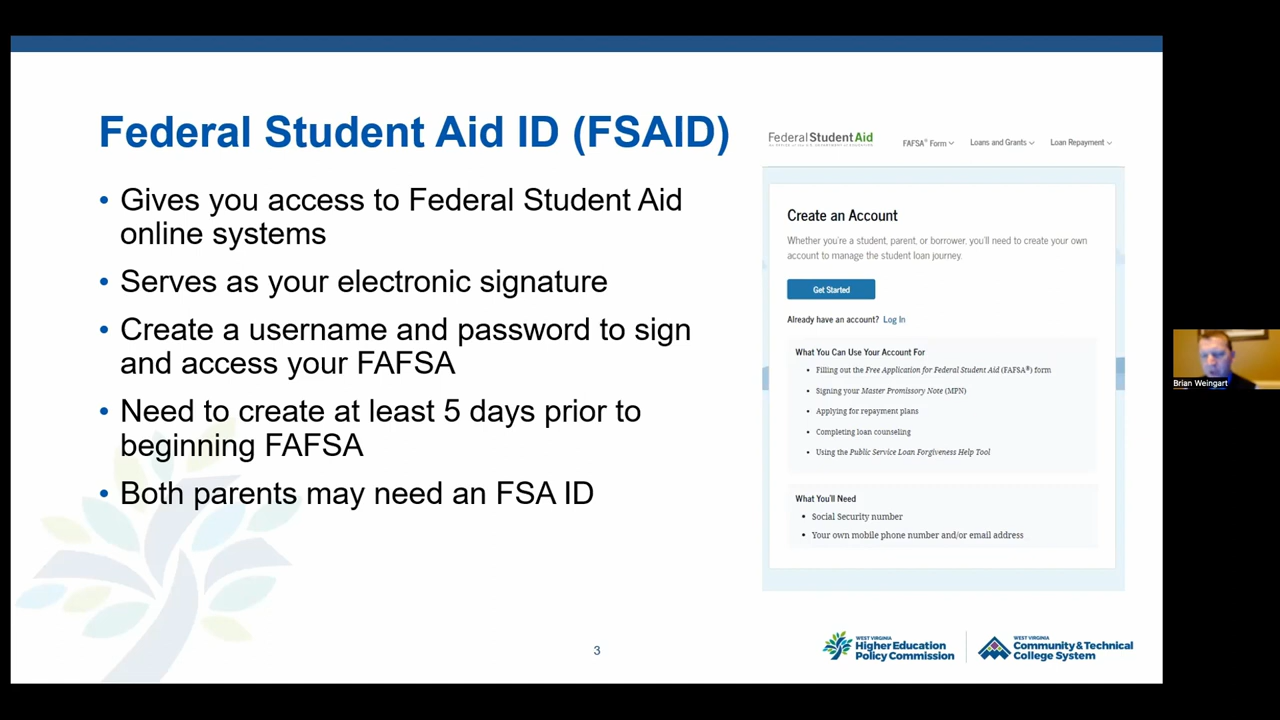 Federal Student Aid ID (FSAID)
• Gives you access to Federal Student Aid
online systems
• Serves as your electronic signature
• Create a username and password to sign
and access your FAFSA
• Need to create at least 5 days prior to
beginning FAFSA
• Both parents may need an FSA ID
Federal Student Aid
AN OFFICE of the U.S. DEPARTMENT of EDUCATION
FAFSA® Form
Loans and Grants
Loan Repayment
Create an Account
Whether you're a student, parent, or borrower, you'll need to create your own
account to manage the student loan journey.
Get Started
Already have an account? Log In
What You Can Use Your Account For
• Filling out the Free Application for Federal Student Aid (FAFSA®) form
• Signing your Master Promissory Note (MPN)
• Applying for repayment plans
• Completing loan counseling
• Using the Public Service Loan Forgiveness Help Tool
What You'll Need
• Social Security number
• Your own mobile phone number and/or email address
Brian Weingart
3
WEST VIRGINIA
Higher Education
Policy Commission
WEST VIRGINIA
Community & Technical
College System